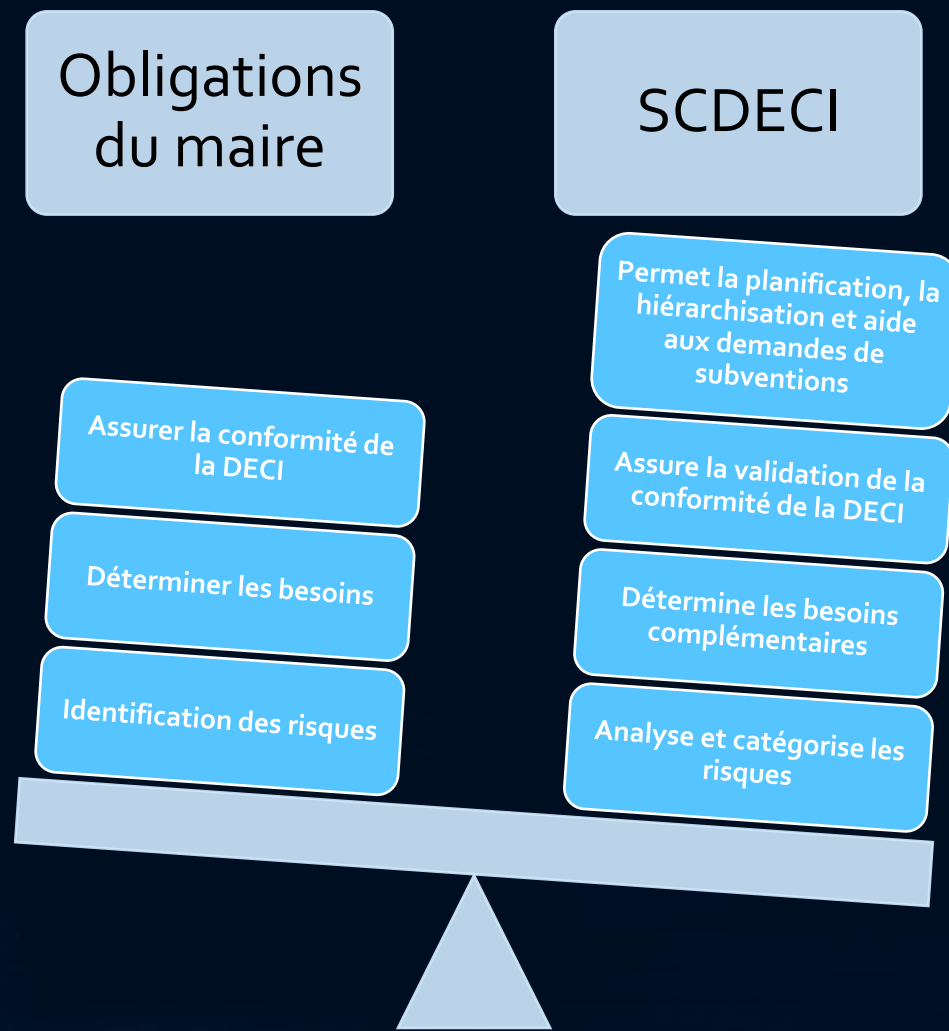 Obligations
du maire
SCDECI
Assurer la conformité de
la DECI
Déterminer les besoins
Identification des risques
Permet la planification, la
hiérarchisation et aide
aux demandes de
subventions
Assure la validation de la
conformité de la DECI
Détermine les besoins
complémentaires
Analyse et catégorise les
risques